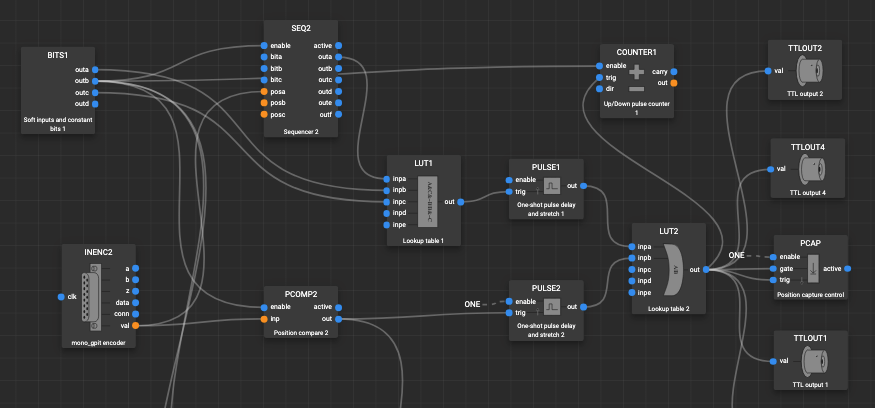 BITS1
outa
outb
outc
outd
Soft inputs and constant
bits 1
SEQ2
enable active
bita outa
bitb outb
bitc outc
posa outd
posb oute
posc outf
Sequencer 2
COUNTER1
enable
trig carry
dir out
Up/Down pulse counter
1
TTLOUT2
val
TTL output 2
TTLOUT4
val
TTL output 4
LUT1
inpa
inpb
inpc out
inpd
inpe
Lookup table 1
PULSE1
enable
trig out
One-shot pulse delay
and stretch 1
LUT2
inpa
inpb
inpc out
inpd
inpe
A|B
Lookup table 2
ONE
PCAP
enable
gate active
trig
Position capture control
INENC2
clk
a
b
z
data
conn
val
mono_gpit encoder
PCOMP2
enable active
inp out
Position compare 2
ONE
PULSE2
enable
trig out
One-shot pulse delay
and stretch 2
TTLOUT1
val
TTL output 1